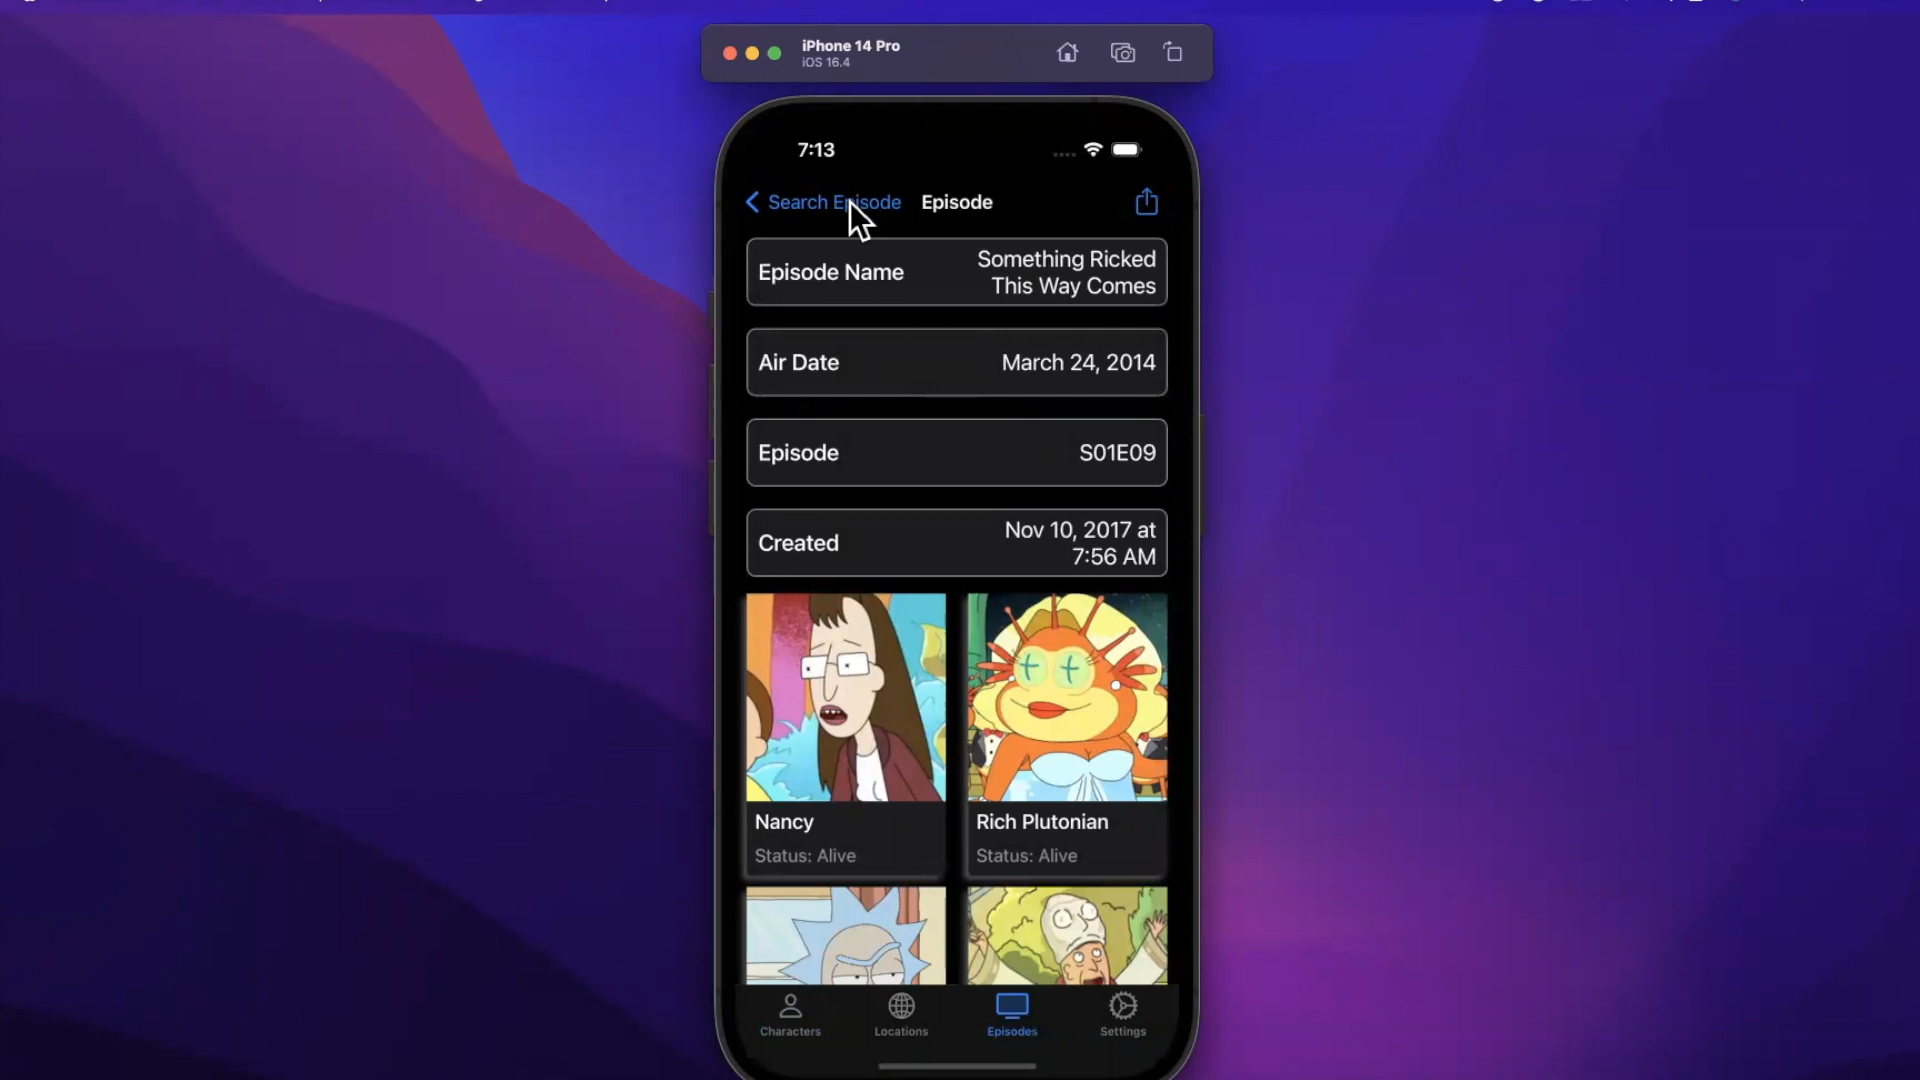 iPhone 14 Pro
iOS 16.4
7:13
Search Episode
Episode
Episode Name
Something Ricked
This Way Comes
Air Date
March 24, 2014
Episode
S01E09
Created
Nov 10, 2017 at
7:56 AM
Nancy
Rich Plutonian
Status: Alive
Status: Alive
Characters
Locations
Episodes
Settings